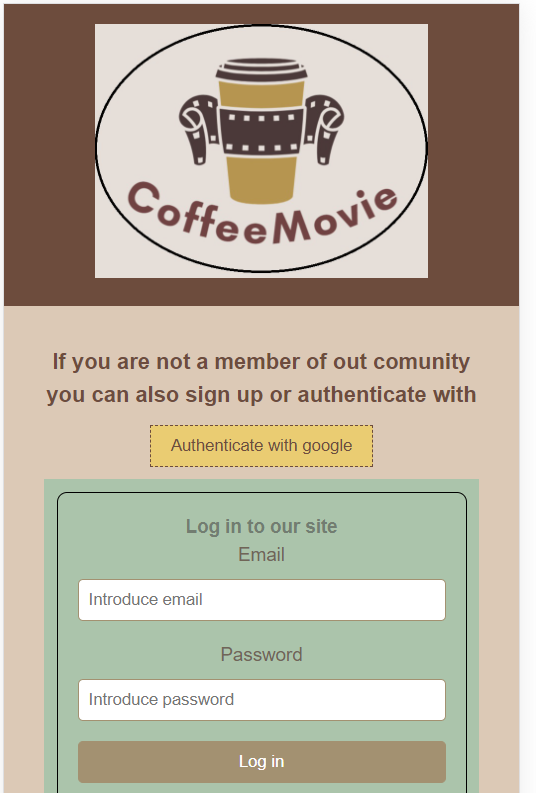 CoffeeMovie
If you are not a member of out comunity
you can also sign up or authenticate with
Authenticate with google
Log in to our site
Email
Introduce email
Password
Introduce password
Log in